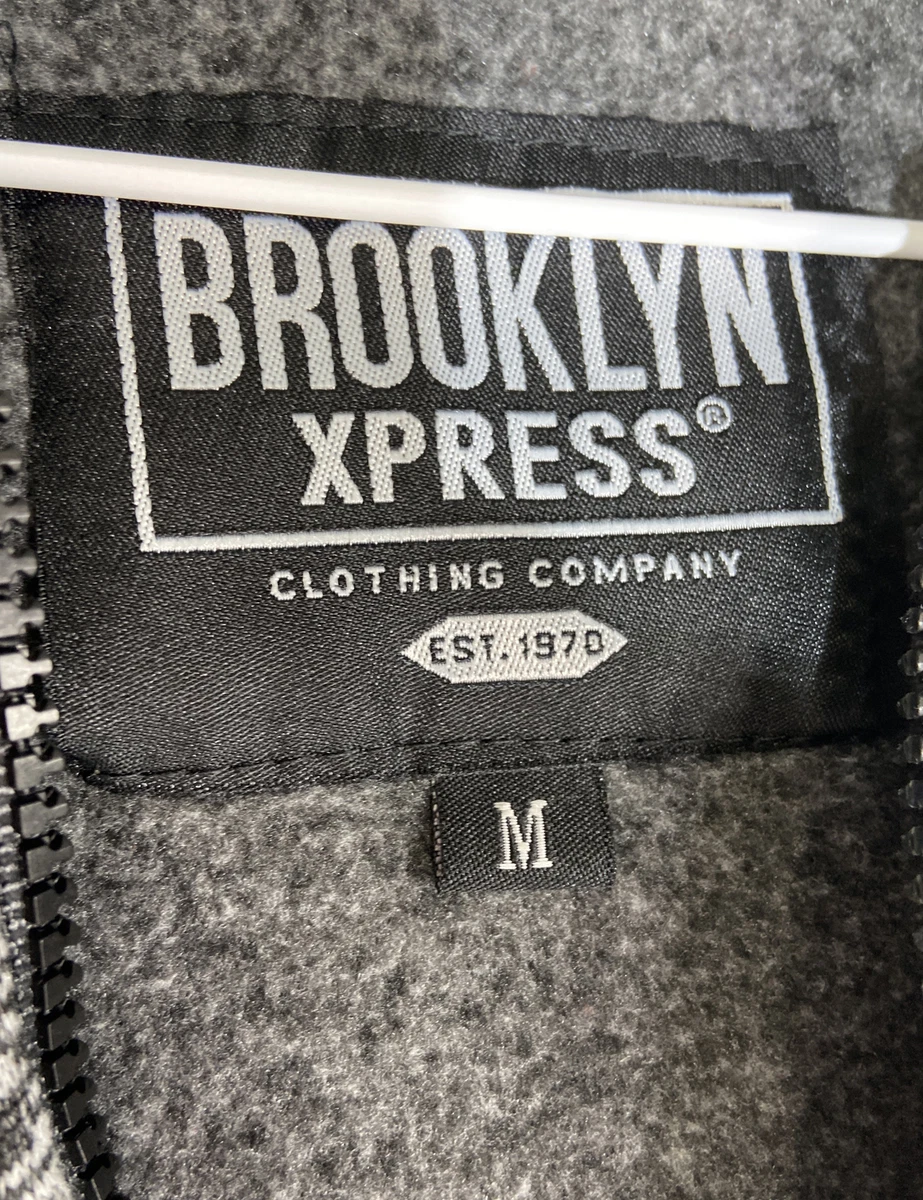 BROOKLYN
XPRESS®
CLOTHING COMPANY
EST. 1970
M